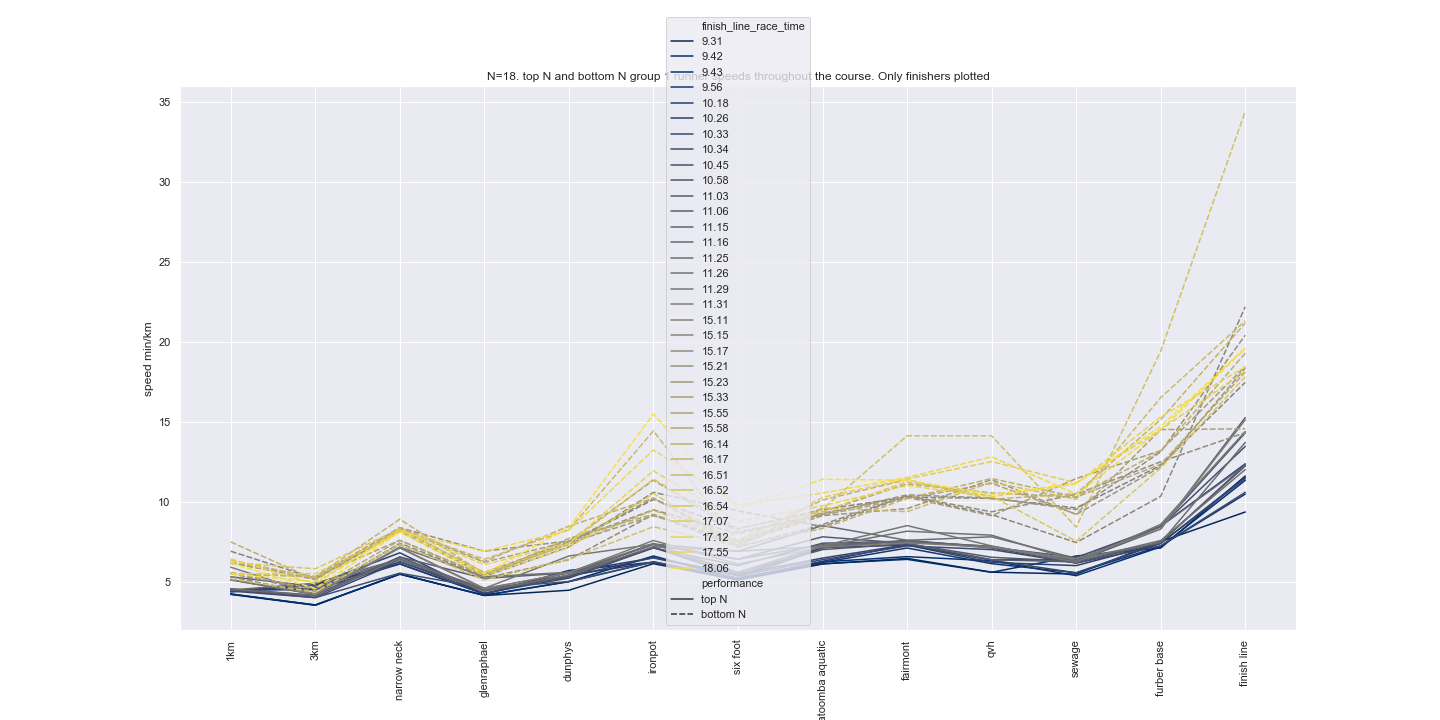 finish_line_race_time
9.31
9.42
9.43
9.56
10.18
10.26
10.33
10.34
10.45
10.58
11.03
11.06
11.15
11.16
11.25
11.26
11.29
11.31
15.11
15.15
15.17
15.21
15.23
15.33
15.55
15.58
16.14
16.17
16.51
16.52
16.54
17.07
17.12
17.55
18.06
performance
top N
bottom N
N=18. top N and bottom N group 1 runner speeds throughout the course. Only finishers plotted
speed min/km
35
30
25
20
15
10
5
1km
3km
narrow neck
glenraphael
dunphys
ironpot
six foot
atoomba aquatic
fairmont
qvh
sewage
furber base
finish line